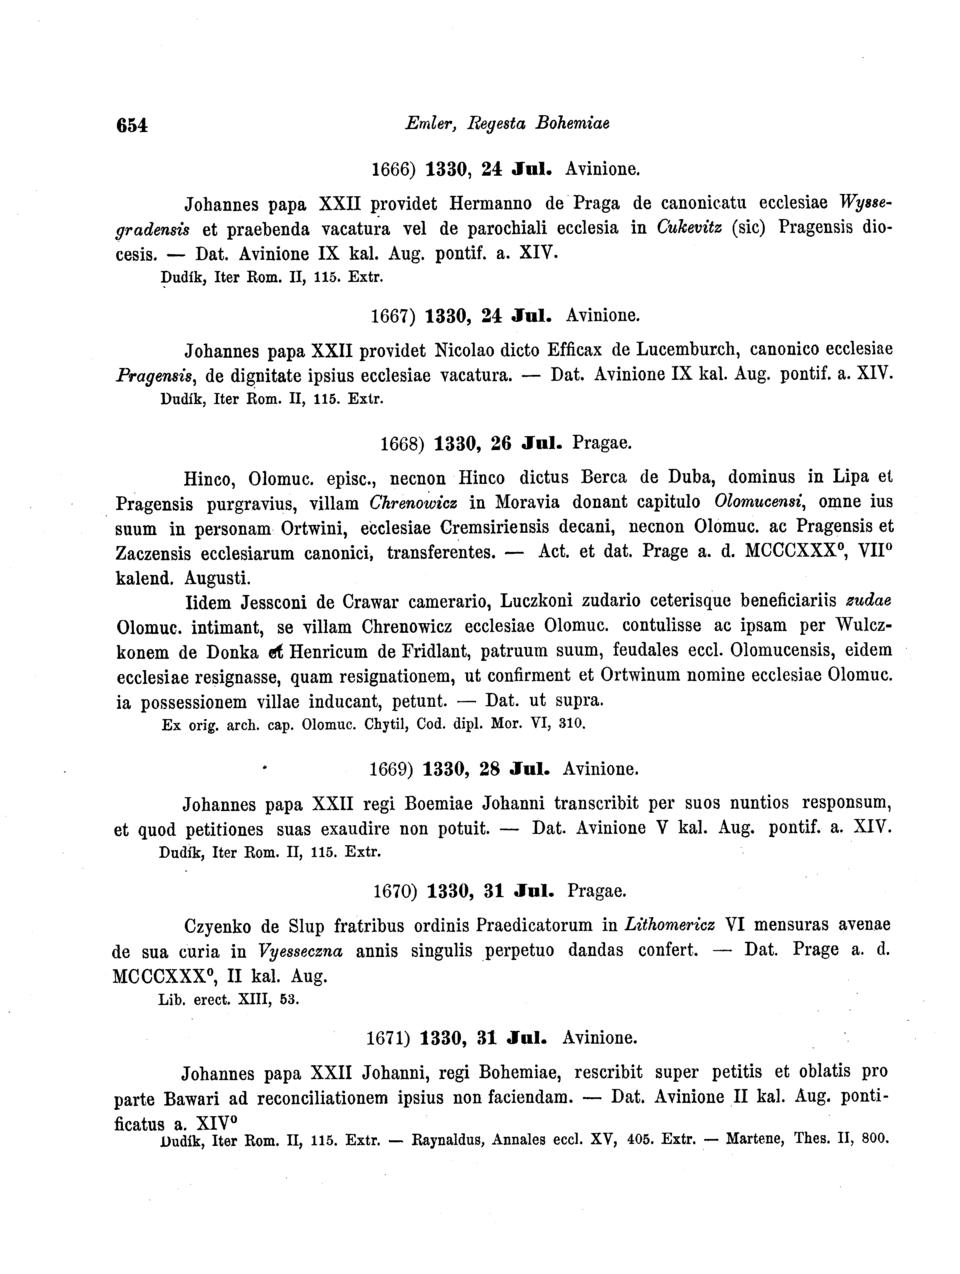 654 Emler, Regesta Bohemiae
1666) 1330, 24 Jul. Avinione.
Johannes papa XXII providet Hermanno de Praga de canonicatu ecclesiae Wysse-
gradensis et praebenda vacatura vel de parochiali ecclesia in Cukevitz (sic) Pragensis dio-
cesis. — Dat. Avinione IX kal. Aug. pontif. a. XIV.
Dudík, Iter Rom. II, 115. Extr.
1667) 1330, 24 Jul. Avinione.
Johannes papa XXII providet Nicolao dicto Efficax de Lucemburch, canonico ecclesiae
Pragensis, de dignitate ipsius ecclesiae vacatura. — Dat. Avinione IX kal. Aug. pontif. a. XIV.
Dudík, Iter Rom. II, 115. Extr.
1668) 1330, 26 Jul. Pragae.
Hinco, Olomuc. episc., necnon Hinco dictus Berca de Duba, dominus in Lipa et
Pragensis purgravius, villam Chrenowicz in Moravia donant capitulo Olomucensi, omne ius
suum in personam Ortwini, ecclesiae Cremsiriensis decani, necnon Olomuc. ac Pragensis et
Zaczensis ecclesiarum canonici, transferentes. — Act. et dat. Prage a. d. MCCCXXX⁰, VII⁰
kalend. Augusti.
Iidem Jessconi de Crawar camerario, Luczkoni zudario ceterisque beneficiariis zudae
Olomuc. intimant, se villam Chrenowicz ecclesiae Olomuc. contulisse ac ipsam per Wulcz-
konem de Donka et Henricum de Fridlant, patruum suum, feudales eccl. Olomucensis, eidem
ecclesiae resignasse, quam resignationem, ut confirment et Ortwinum nomine ecclesiae Olomuc.
ia possessionem villae inducant, petunt. — Dat. ut supra.
Ex orig. arch. cap. Olomuc. Chytil, Cod. dipl. Mor. VI, 310.
1669) 1330, 28 Jul. Avinione.
Johannes papa XXII regi Boemiae Johanni transcribit per suos nuntios responsum,
et quod petitiones suas exaudire non potuit. — Dat. Avinione V kal. Aug. pontif. a. XIV.
Dudík, Iter Rom. II, 115. Extr.
1670) 1330, 31 Jul. Pragae.
Czyenko de Slup fratribus ordinis Praedicatorum in Lithomericz VI mensuras avenae
de sua curia in Vyesseczna annis singulis perpetuo dandas confert. — Dat. Prage a. d.
MCCCXXX⁰, II kal. Aug.
Lib. erect. XIII, 53.
1671) 1330, 31 Jul. Avinione.
Johannes papa XXII Johanni, regi Bohemiae, rescribit super petitis et oblatis pro
parte Bawari ad reconciliationem ipsius non faciendam. — Dat. Avinione II kal. Aug. ponti-
ficatus a. XIV⁰
Dudík, Iter Rom. II, 115. Extr. — Raynaldus, Annales eccl. XV, 405. Extr. — Martene, Thes. II, 800.